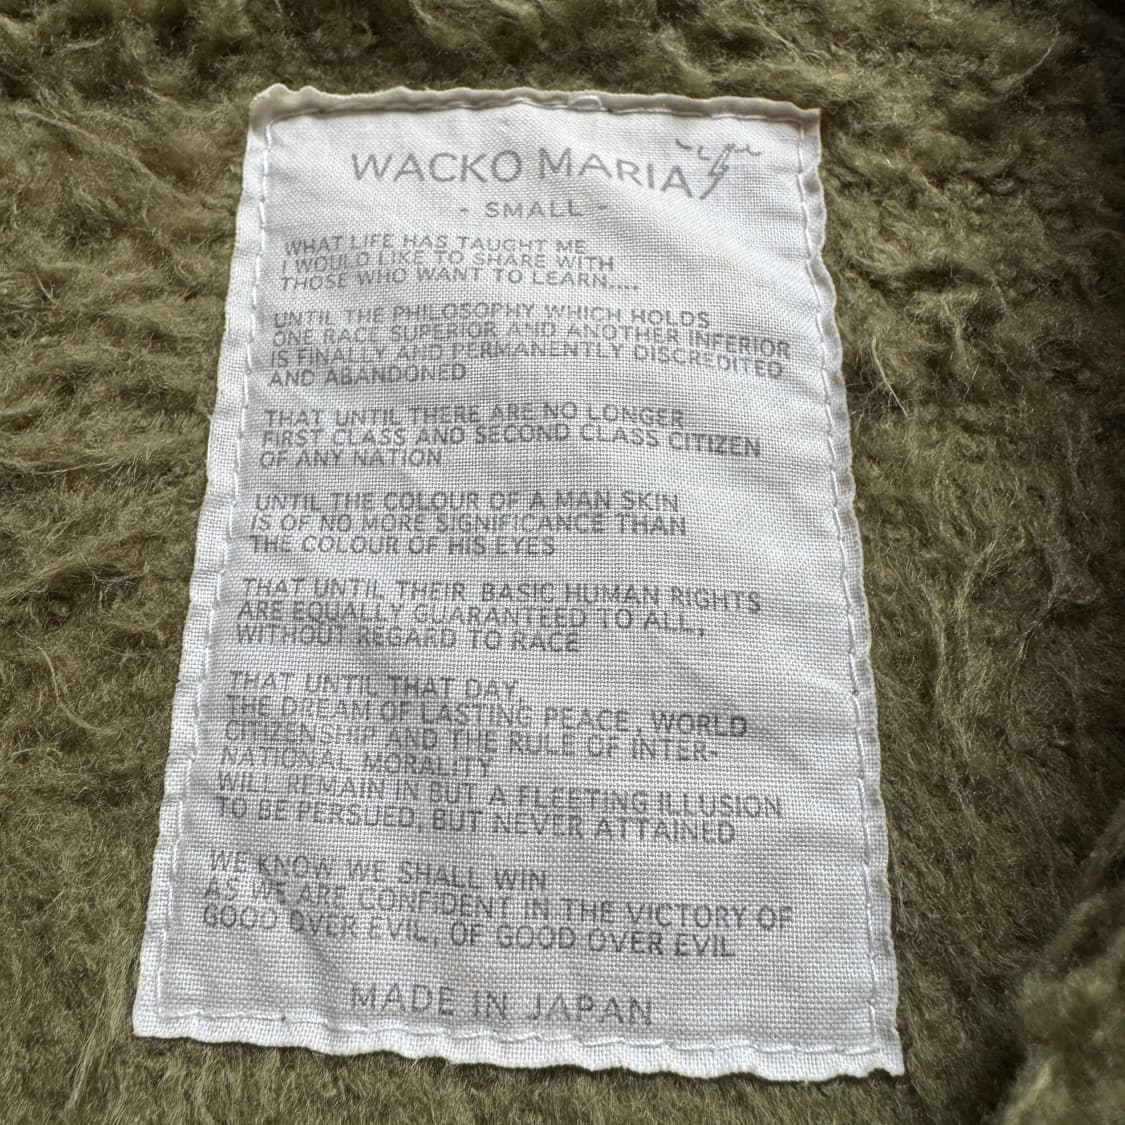 WACKO MARIA
- SMALL -
WHAT LIFE HAS TAUGHT ME
I WOULD LIKE TO SHARE WITH
THOSE WHO WANT TO LEARN....
UNTIL THE PHILOSOPHY WHICH HOLDS
ONE RACE SUPERIOR AND ANOTHER INFERIOR
IS FINALLY AND PERMANENTLY DISCREDITED
AND ABANDONED
THAT UNTIL THERE ARE NO LONGER
FIRST CLASS AND SECOND CLASS CITIZEN
OF ANY NATION
UNTIL THE COLOUR OF A MAN SKIN
IS OF NO MORE SIGNIFICANCE THAN
THE COLOUR OF HIS EYES
THAT UNTIL THEIR BASIC HUMAN RIGHTS
ARE EQUALLY GUARANTEED TO ALL,
WITHOUT REGARD TO RACE
THAT UNTIL THAT DAY,
THE DREAM OF LASTING PEACE, WORLD
CITIZENSHIP AND THE RULE OF INTER-
NATIONAL MORALITY
WILL REMAIN IN BUT A FLEETING ILLUSION
TO BE PERSUED, BUT NEVER ATTAINED
WE KNOW WE SHALL WIN
AS WE ARE CONFIDENT IN THE VICTORY OF
GOOD OVER EVIL, OF GOOD OVER EVIL
MADE IN JAPAN